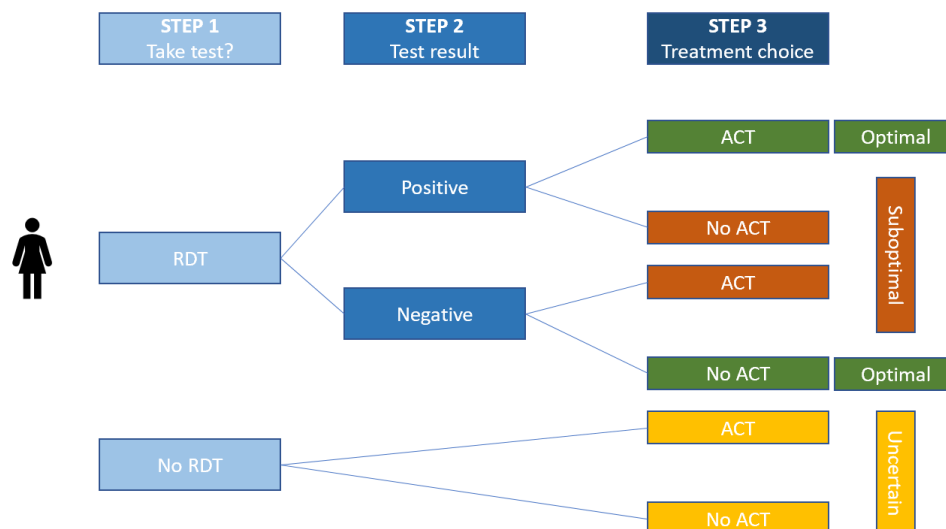 STEP 1
Take test?
STEP 2
Test result
STEP 3
Treatment choice
ACT
Optimal
Positive
Suboptimal
No ACT
RDT
ACT
Negative
No ACT
Optimal
ACT
Uncertain
No RDT
No ACT